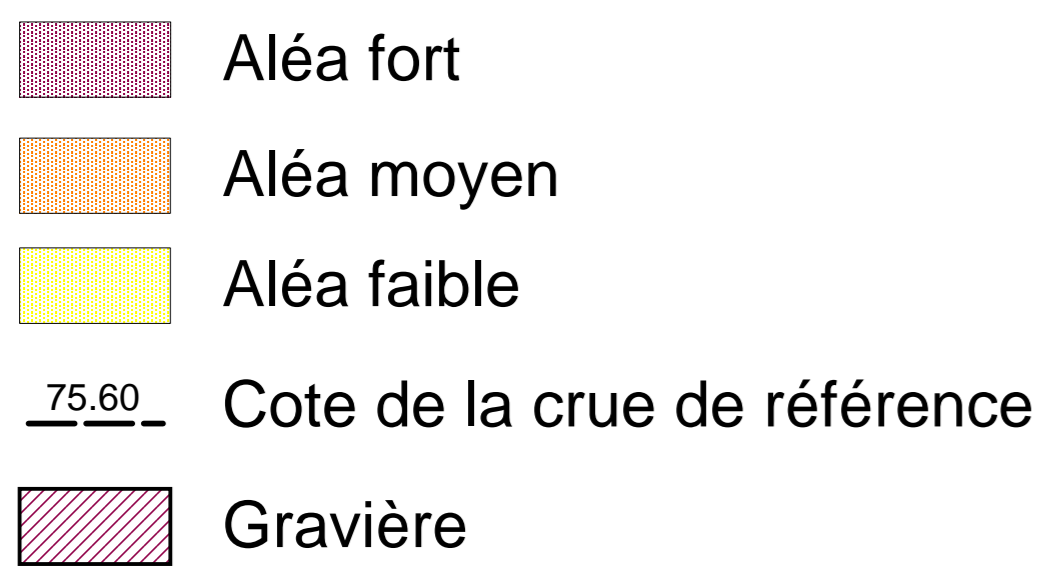 Aléa fort
Aléa moyen
Aléa faible
75.60 Cote de la crue de référence
Gravière